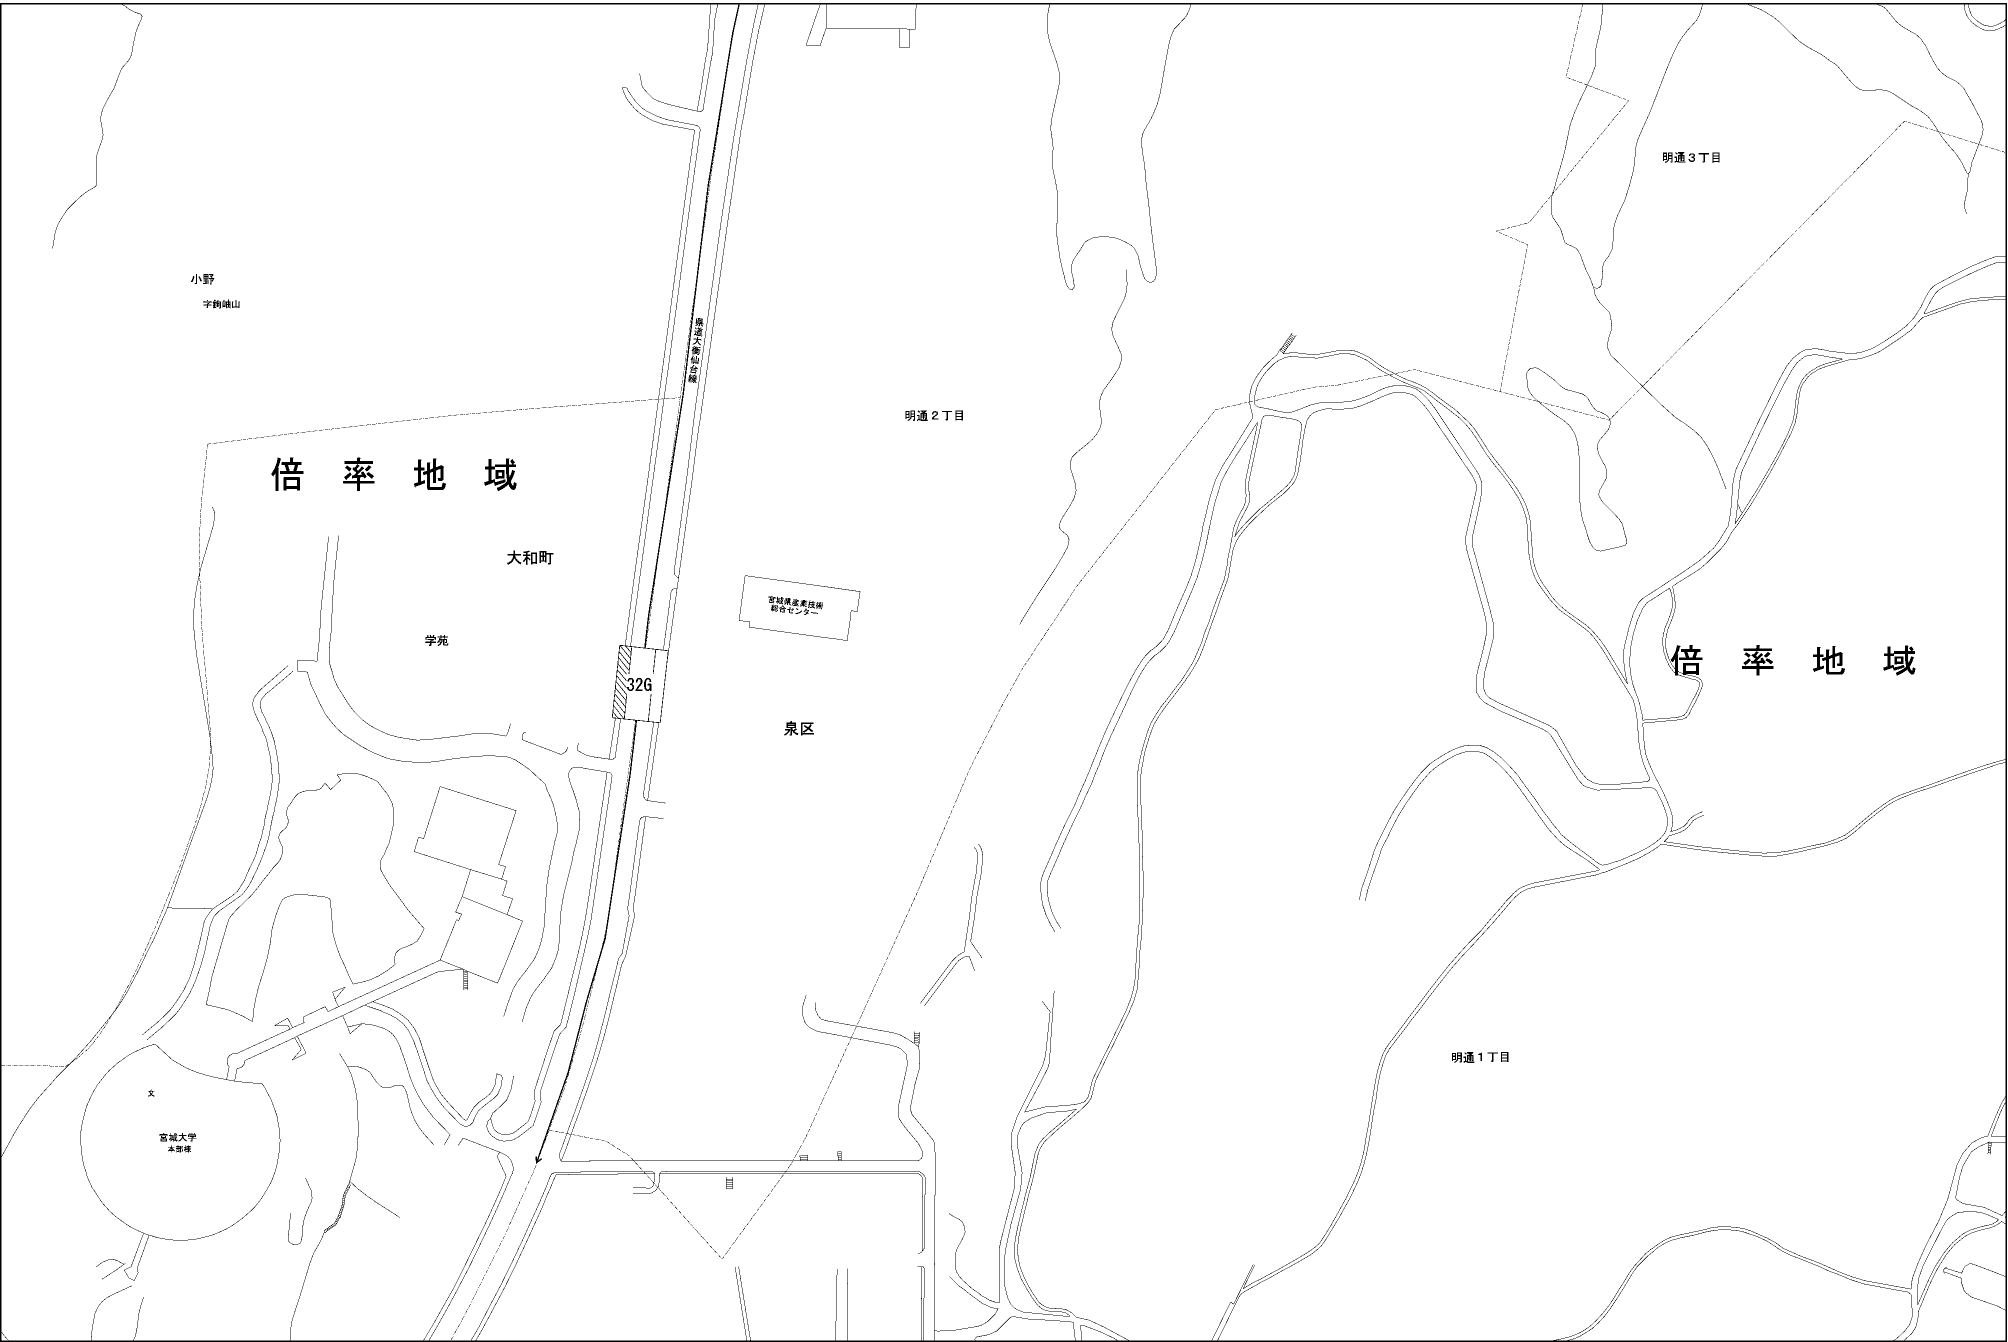 明通３丁目
小野
字鉤岫山
県道大衡仙台線
明通２丁目
倍率地域
大和町
宮城県産業技術
総合センター
学苑
倍率地域
32G
泉区
明通１丁目
文
宮城大学
本部棟